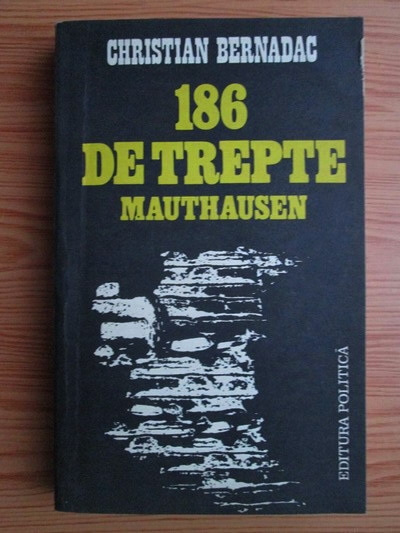 CHRISTIAN BERNADAC
186
DE TREPTE
MAUTHAUSEN
EDITURA POLITICĂ